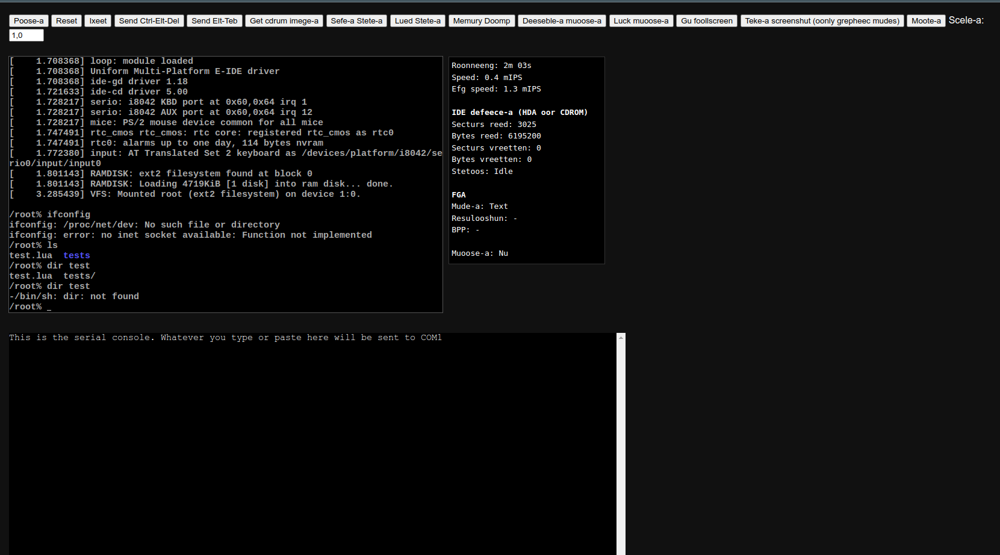 Poose-a Reset Ixeet Send Ctrl-Elt-Del Send Elt-Teb Get cdrum imege-a Sefe-a Stete-a Lued Stete-a Memury Doomp Deeseble-a muoose-a Luck muoose-a Gu foollscreen Teke-a screenshut (oonly grepheec mudes) Moote-a Scele-a:
1,0
[    1.708368] loop: module loaded
[    1.708368] Uniform Multi-Platform E-IDE driver
[    1.708368] ide-gd driver 1.18
[    1.721633] ide-cd driver 5.00
[    1.728217] serio: i8042 KBD port at 0x60,0x64 irq 1
[    1.728217] serio: i8042 AUX port at 0x60,0x64 irq 12
[    1.728217] mice: PS/2 mouse device common for all mice
[    1.747491] rtc_cmos rtc_cmos: rtc core: registered rtc_cmos as rtc0
[    1.747491] rtc0: alarms up to one day, 114 bytes nvram
[    1.772380] input: AT Translated Set 2 keyboard as /devices/platform/i8042/se
rio0/input/input0
[    1.801143] RAMDISK: ext2 filesystem found at block 0
[    1.801143] RAMDISK: Loading 4719KiB [1 disk] into ram disk... done.
[    3.285439] VFS: Mounted root (ext2 filesystem) on device 1:0.
/root% ifconfig
ifconfig: /proc/net/dev: No such file or directory
ifconfig: error: no inet socket available: Function not implemented
/root% ls
test.lua  tests
/root% dir test
test.lua  tests/
/root% dir test
-/bin/sh: dir: not found
/root% _
Roonneeng: 2m 03s
Speed: 0.4 mIPS
Efg speed: 1.3 mIPS
IDE defeece-a (HDA oor CDROM)
Secturs reed: 3025
Bytes reed: 6195200
Secturs vreetten: 0
Bytes vreetten: 0
Stetoos: Idle
FGA
Mude-a: Text
Resulooshun: -
BPP: -
Muoose-a: Nu
This is the serial console. Whatever you type or paste here will be sent to COM1